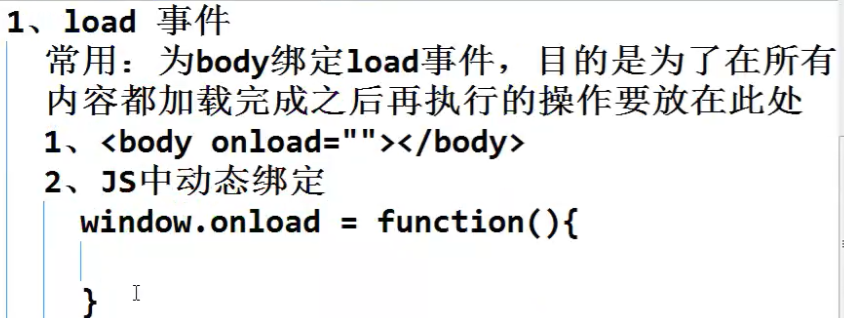 1、load 事件
常用：为body绑定load事件，目的是为了在所有
内容都加载完成之后再执行的操作要放在此处
1、<body onload=""></body>
2、JS中动态绑定
window.onload = function(){
}